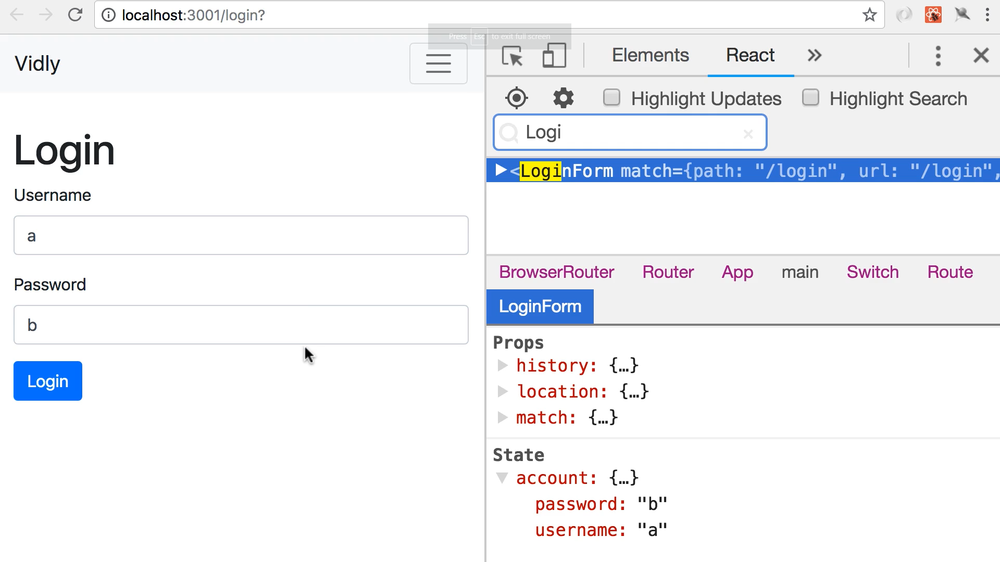 localhost:3001/login?
Press Esc to exit full screen
Vidly
Elements React »
Highlight Updates Highlight Search
Logi
<LoginForm match={path: "/login", url: "/login",
Login
Username
a
Password
b
Login
BrowserRouter Router App main Switch Route
LoginForm
Props
history: {…}
location: {…}
match: {…}
State
account: {…}
password: "b"
username: "a"